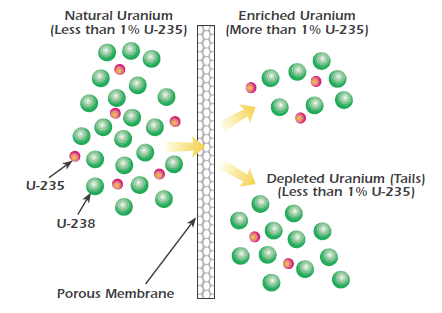 Natural Uranium
(Less than 1% U-235)
Enriched Uranium
(More than 1% U-235)
U-235
U-238
Depleted Uranium (Tails)
(Less than 1% U-235)
Porous Membrane